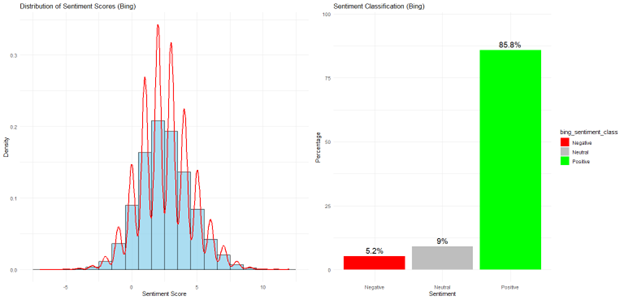 Distribution of Sentiment Scores (Bing)
0.3
0.2
0.1
0.0
Density
-5
0
5
10
Sentiment Score
Sentiment Classification (Bing)
100
75
50
25
0
Percentage
85.8%
5.2%
9%
Negative
Neutral
Positive
Sentiment
bing_sentiment_class
Negative
Neutral
Positive